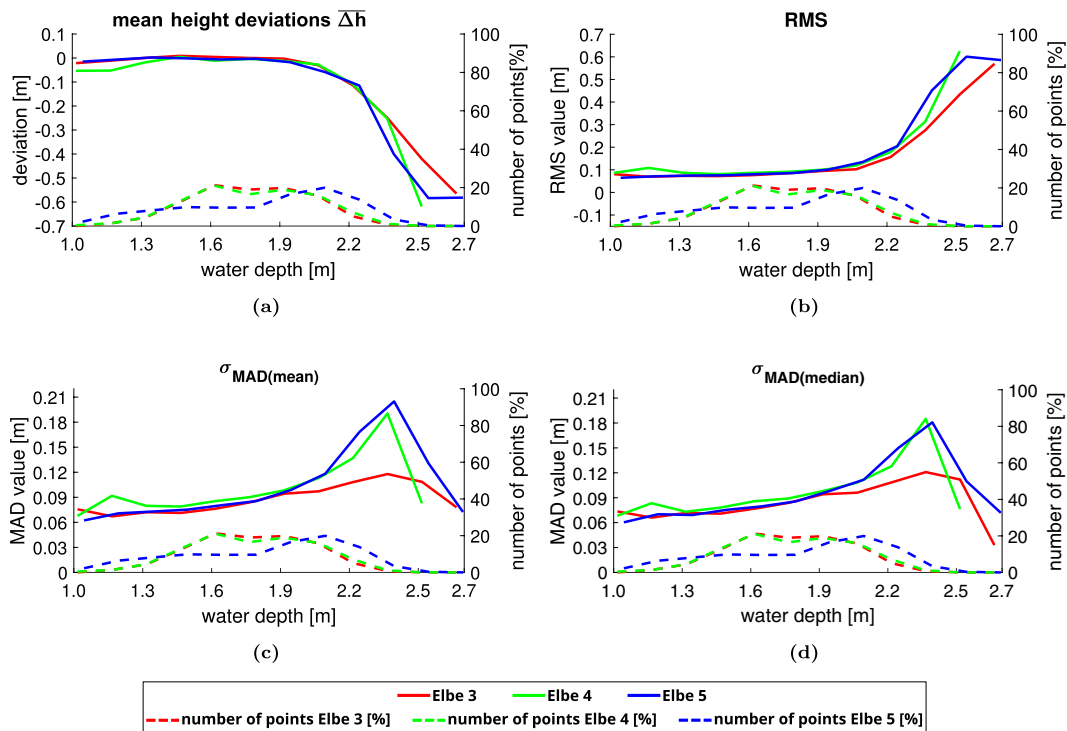 mean height deviations Δh
0.1
0
-0.1
-0.2
-0.3
-0.4
-0.5
-0.6
-0.7
deviation [m]
100
80
60
40
20
0
number of points[%]
1.0 1.3 1.6 1.9 2.2 2.5 2.7
water depth [m]
(a)
RMS
0.7
0.6
0.5
0.4
0.3
0.2
0.1
0
-0.1
RMS value [m]
100
80
60
40
20
0
number of points [%]
1.0 1.3 1.6 1.9 2.2 2.5 2.7
water depth [m]
(b)
σMAD(mean)
0.21
0.18
0.15
0.12
0.09
0.06
0.03
0
MAD value [m]
100
80
60
40
20
0
number of points [%]
1.0 1.3 1.6 1.9 2.2 2.5 2.7
water depth [m]
(c)
σMAD(median)
0.21
0.18
0.15
0.12
0.09
0.06
0.03
0
MAD value [m]
100
80
60
40
20
0
number of points [%]
1.0 1.3 1.6 1.9 2.2 2.5 2.7
water depth [m]
(d)
Elbe 3 Elbe 4 Elbe 5
number of points Elbe 3 [%] number of points Elbe 4 [%] number of points Elbe 5 [%]